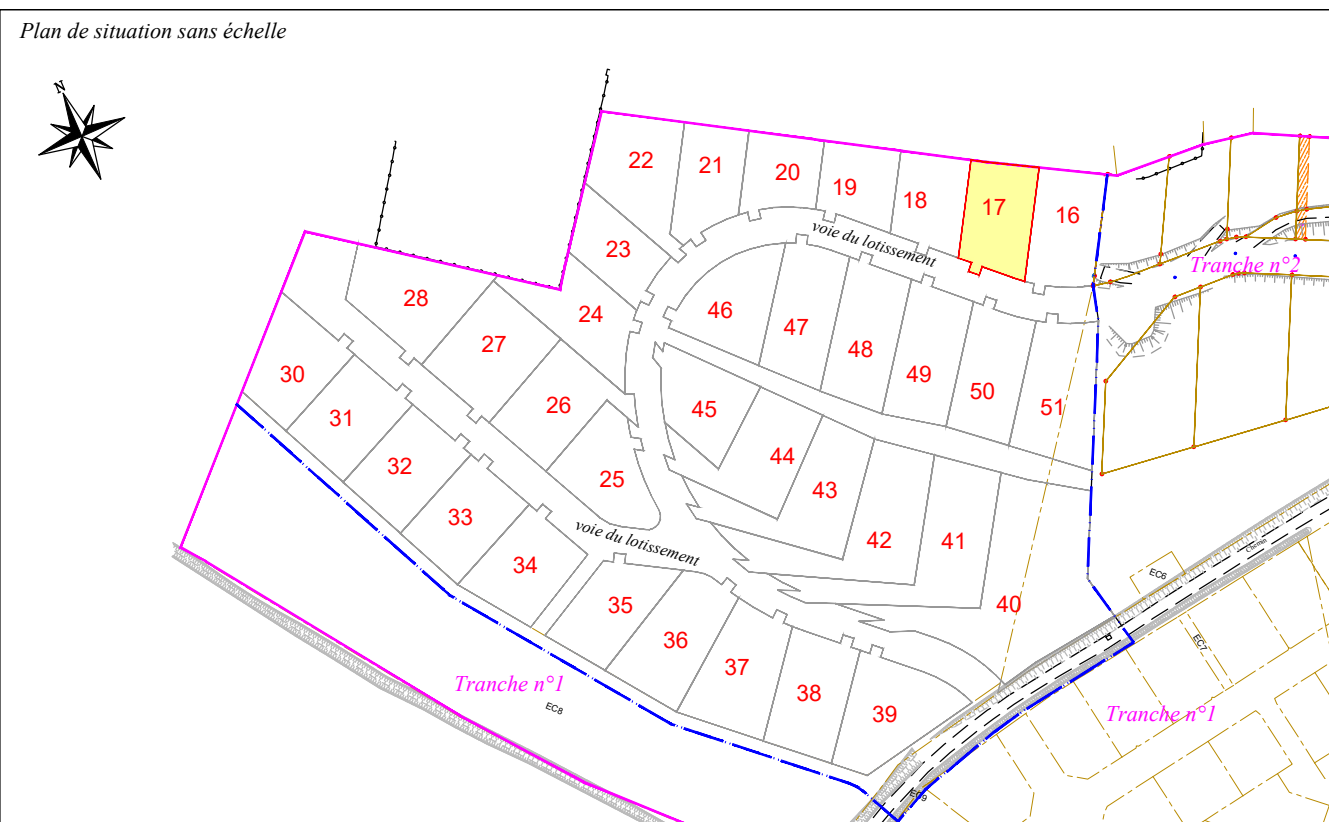 Plan de situation sans échelle
N
22
21
20
19
18
17
16
23
24
voie du lotissement
Tranche n°2
28
27
26
25
46
47
48
49
50
51
30
31
32
33
34
45
44
43
42
41
40
voie du lotissement
35
36
37
38
39
Tranche n°1
EC8
Chemin
EC6
EC7
Tranche n°1
EC9